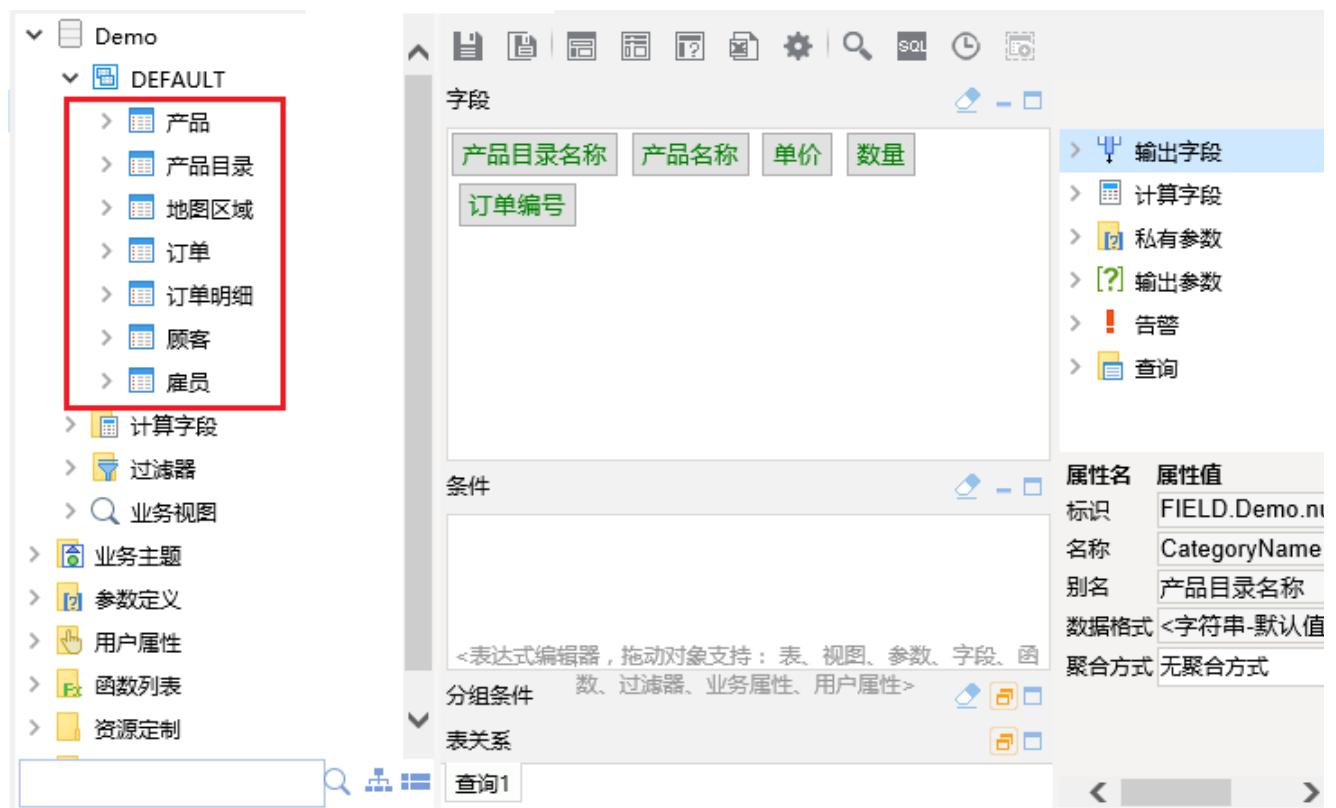 Demo
DEFAULT
产品
产品目录
地图区域
订单
订单明细
顾客
雇员
计算字段
过滤器
业务视图
业务主题
参数定义
用户属性
函数列表
资源定制
SQL
字段
产品目录名称 产品名称 单价 数量
订单编号
条件
<表达式编辑器，拖动对象支持：表、视图、参数、字段、函
数、过滤器、业务属性、用户属性>
分组条件
表关系
查询1
输出字段
计算字段
私有参数
输出参数
告警
查询
属性名 属性值
标识 FIELD.Demo.nu
名称 CategoryName
别名 产品目录名称
数据格式 <字符串-默认值
聚合方式 无聚合方式